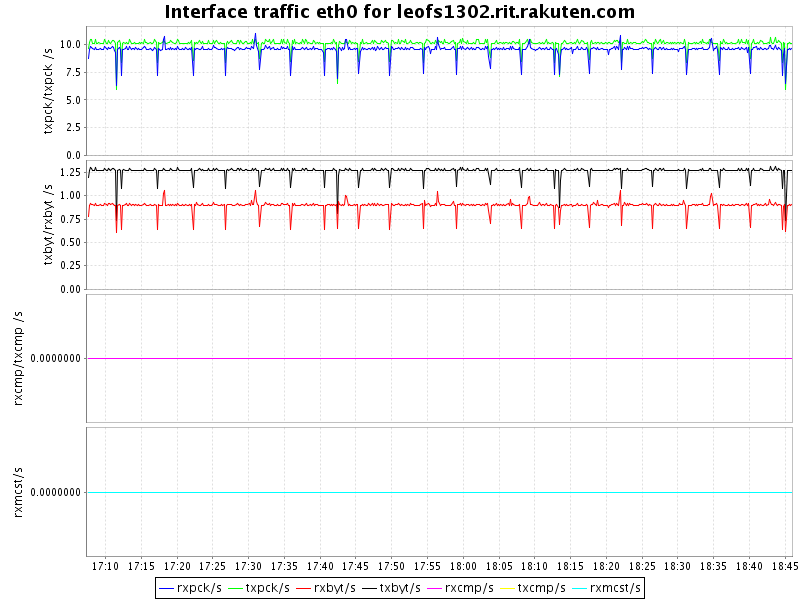 Interface traffic eth0 for leofs1302.rit.rakuten.com
txpck/txpck /s
10.0
7.5
5.0
2.5
0.0
txbyt/rxbyt /s
1.25
1.00
0.75
0.50
0.25
0.00
rxcmp/txcmp /s
0.0000000
rxmcst/s
0.0000000
17:10 17:15 17:20 17:25 17:30 17:35 17:40 17:45 17:50 17:55 18:00 18:05 18:10 18:15 18:20 18:25 18:30 18:35 18:40 18:45
rxpck/s txpck/s rxbyt/s txbyt/s rxcmp/s txcmp/s rxmcst/s